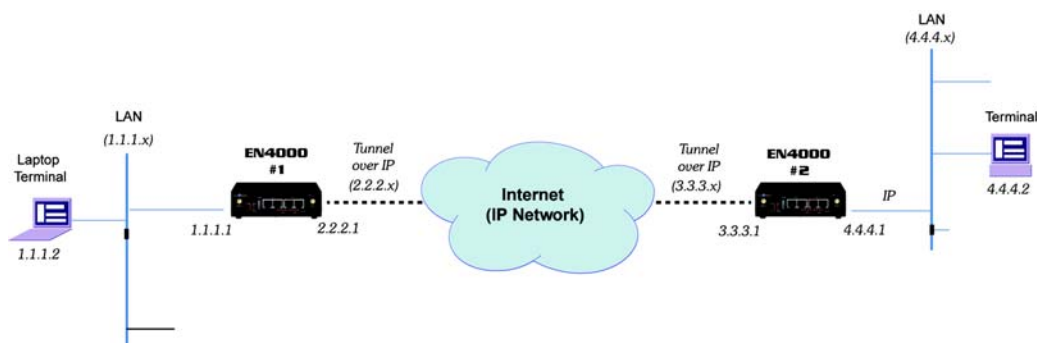 LAN
(4.4.4.x)
LAN
(1.1.1.x)
Laptop
Terminal
1.1.1.2
EN4000
#1
1.1.1.1
2.2.2.1
Tunnel
over IP
(2.2.2.x)
Internet
(IP Network)
Tunnel
over IP
(3.3.3.x)
EN4000
#2
3.3.3.1
4.4.4.1
IP
Terminal
4.4.4.2